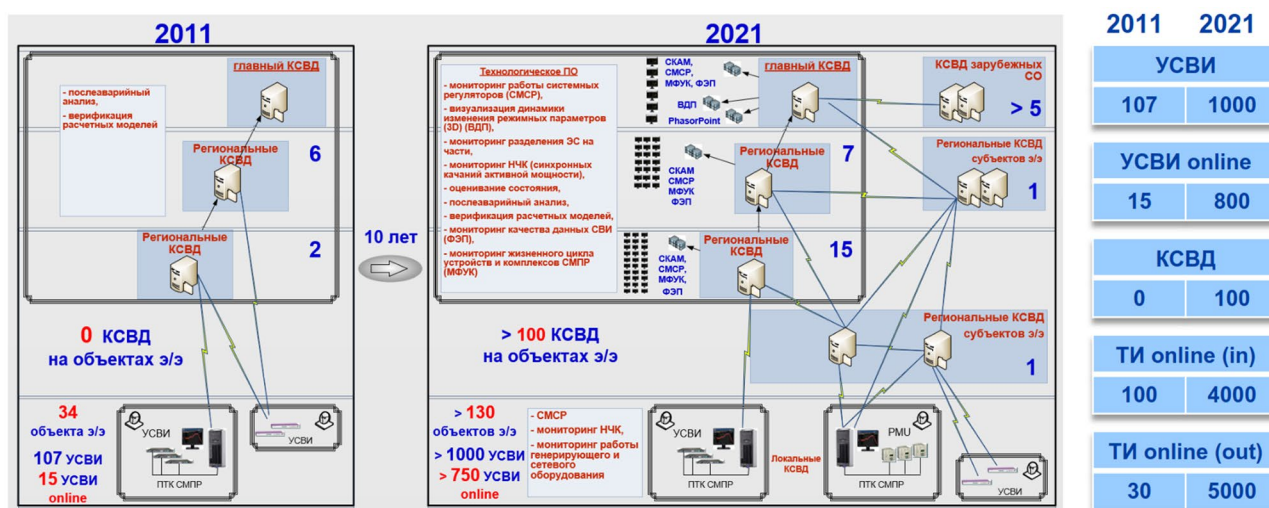 2011
главный КСВД
- послеаварийный
анализ,
- верификация
расчетных моделей
Региональные
КСВД
6
Региональные
КСВД
2
0 КСВД
на объектах э/э
34
объекта э/э
107 УСВИ
15 УСВИ
online
УСВИ
ПТК СМПР
УСВИ
10 лет
2021
Технологическое ПО
- мониторинг работы системных
регуляторов (СМСР),
- визуализация динамики
изменения режимных параметров
(3D) (ВДП),
- мониторинг разделения ЭС на
части,
- мониторинг НЧК (синхронных
качаний активной мощности),
- оценивание состояния,
- послеаварийный анализ,
- верификация расчетных моделей,
- мониторинг качества данных СВИ
(ФЭП),
- мониторинг жизненного цикла
устройств и комплексов СМПР
(МФУК)
СКАМ,
СМСР,
МФУК, ФЭП
ВДП
PhasorPoint
главный КСВД
КСВД зарубежных
СО
> 5
СКАМ
СМСР
МФУК
ФЭП
Региональные
КСВД
7
Региональные КСВД
субъектов э/э
1
СКАМ,
СМСР,
МФУК,
ФЭП
Региональные
КСВД
15
> 100 КСВД
на объектах э/э
Региональные КСВД
субъектов э/э
1
> 130
объектов э/э
> 1000 УСВИ
> 750 УСВИ
online
- СМСР
- мониторинг НЧК,
- мониторинг работы
генерирующего и
сетевого
оборудования
УСВИ
ПТК СМПР
Локальные
КСВД
PMU
ПТК СМПР
УСВИ
2011 2021
УСВИ
107 1000
УСВИ online
15 800
КСВД
0 100
ТИ online (in)
100 4000
ТИ online (out)
30 5000